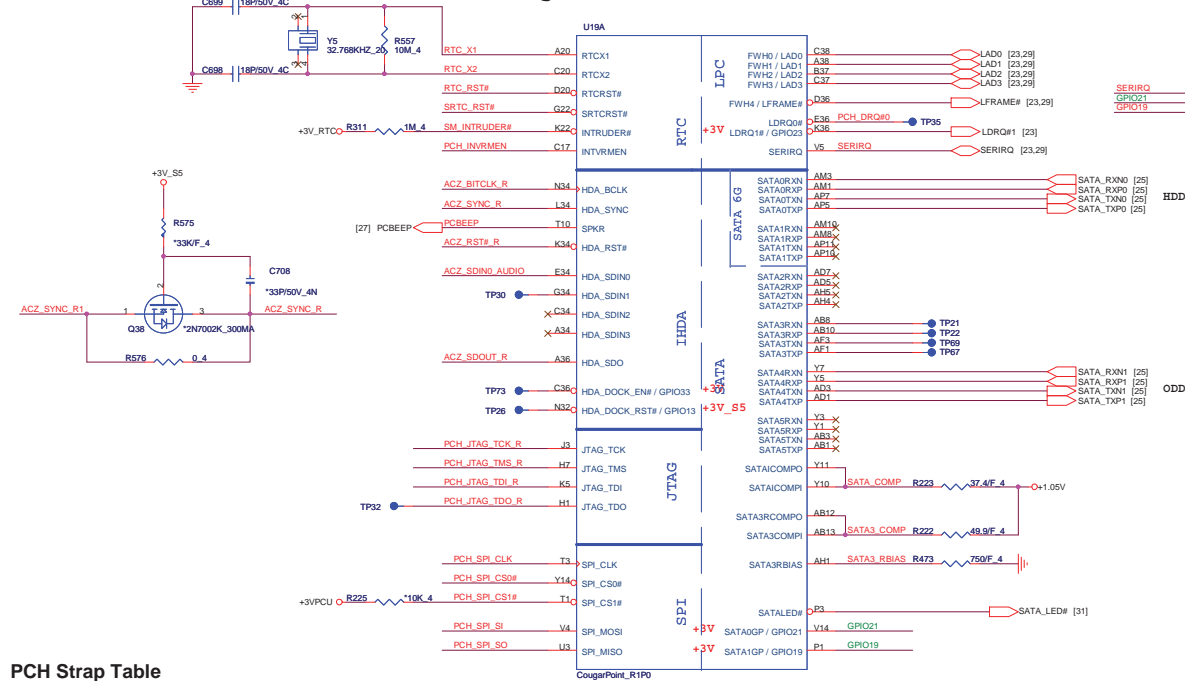 C699
18P/50V_4C
Y5
32.768KHZ_20
R557
10M_4
C698
18P/50V_4C
RTC_X1
RTC_X2
RTC_RST#
SRTC_RST#
+3V_RTC
R311
1M_4
SM_INTRUDER#
PCH_INVRMEN
+3V_S5
R575
*33K/F_4
C708
*33P/50V_4N
ACZ_SYNC_R1
1
2
3
ACZ_SYNC_R
Q38
*2N7002K_300MA
R576
0_4
ACZ_BITCLK_R
ACZ_SYNC_R
[27] PCBEEP
PCBEEP
ACZ_RST#_R
ACZ_SDIN0_AUDIO
TP30
ACZ_SDOUT_R
TP73
TP26
PCH_JTAG_TCK_R
PCH_JTAG_TMS_R
PCH_JTAG_TDI_R
TP32
PCH_JTAG_TDO_R
PCH_SPI_CLK
PCH_SPI_CS0#
+3VPCU
R225
*10K_4
PCH_SPI_CS1#
PCH_SPI_SI
PCH_SPI_SO
U19A
A20 RTCX1
C20 RTCX2
D20 RTCRST#
G22 SRTCRST#
K22 INTRUDER#
C17 INTVRMEN
N34 HDA_BCLK
L34 HDA_SYNC
T10 SPKR
K34 HDA_RST#
E34 HDA_SDIN0
G34 HDA_SDIN1
C34 HDA_SDIN2
A34 HDA_SDIN3
A36 HDA_SDO
C36 HDA_DOCK_EN# / GPIO33 +3V
N32 HDA_DOCK_RST# / GPIO13 +3V_S5
J3 JTAG_TCK
H7 JTAG_TMS
K5 JTAG_TDI
H1 JTAG_TDO
T3 SPI_CLK
Y14 SPI_CS0#
T1 SPI_CS1#
V4 SPI_MOSI
U3 SPI_MISO
RTC
IHDA
JTAG
SPI
LPC
SATA 6G
SATA
FWH0 / LAD0 C38 LAD0 [23,29]
FWH1 / LAD1 A38 LAD1 [23,29]
FWH2 / LAD2 B37 LAD2 [23,29]
FWH3 / LAD3 C37 LAD3 [23,29]
FWH4 / LFRAME# D36 LFRAME# [23,29]
LDRQ0# E36 PCH_DRQ#0 TP35
+3V LDRQ1# / GPIO23 K36 LDRQ#1 [23]
SERIRQ V5 SERIRQ SERIRQ [23,29]
SATA0RXN AM3 SATA_RXN0 [25]
SATA0RXP AM1 SATA_RXP0 [25]
SATA0TXN AP7 SATA_TXN0 [25]
SATA0TXP AP5 SATA_TXP0 [25]
HDD
SATA1RXN AM10
SATA1RXP AM8
SATA1TXN AP11
SATA1TXP AP10
SATA2RXN AD7
SATA2RXP AD5
SATA2TXN AH5
SATA2TXP AH4
SATA3RXN AB8 TP21
SATA3RXP AB10 TP22
SATA3TXN AF3 TP69
SATA3TXP AF1 TP67
SATA4RXN Y7 SATA_RXN1 [25]
SATA4RXP Y5 SATA_RXP1 [25]
SATA4TXN AD3 SATA_TXN1 [25]
SATA4TXP AD1 SATA_TXP1 [25]
ODD
SATA5RXN Y3
SATA5RXP Y1
SATA5TXN AB3
SATA5TXP AB1
SATAICOMPO Y11
SATAICOMPI Y10 SATA_COMP R223 37.4/F_4 +1.05V
SATA3RCOMPO AB12
SATA3COMPI AB13 SATA3_COMP R222 49.9/F_4
SATA3RBIAS AH1 SATA3_RBIAS R473 750/F_4
SATALED# P3 SATA_LED# [31]
+3V SATA0GP / GPIO21 V14 GPIO21
+3V SATA1GP / GPIO19 P1 GPIO19
CougarPoint_R1P0
SERIRQ
GPIO21
GPIO19
PCH Strap Table